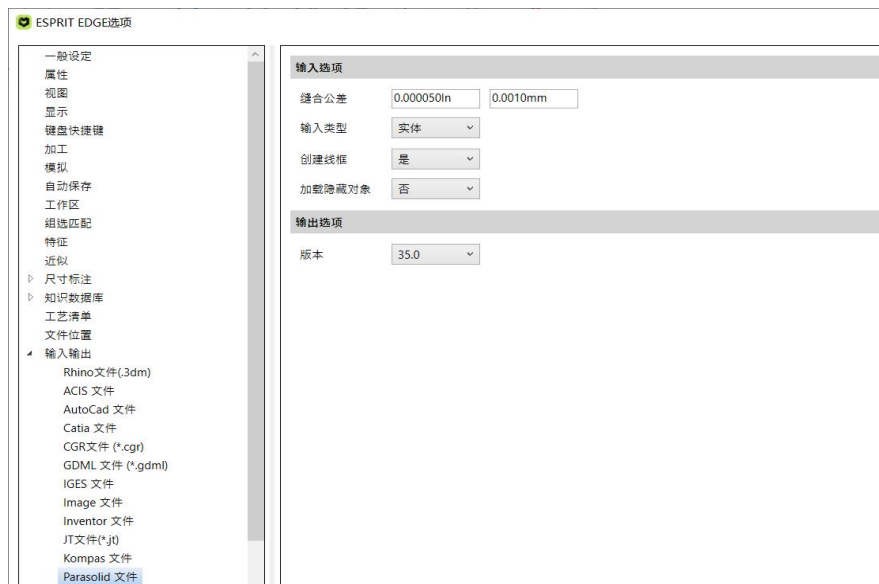 ESPRIT EDGE选项
一般设定
属性
视图
显示
键盘快捷键
加工
模拟
自动保存
工作区
组选匹配
特征
近似
尺寸标注
知识数据库
工艺清单
文件位置
输入输出
Rhino文件(.3dm)
ACIS 文件
AutoCad 文件
Catia 文件
CGR文件 (*.cgr)
GDML 文件 (*.gdml)
IGES 文件
Image 文件
Inventor 文件
JT文件(*.jt)
Kompas 文件
Parasolid 文件
输入选项
缝合公差 0.000050In 0.0010mm
输入类型 实体
创建线框 是
加载隐藏对象 否
输出选项
版本 35.0